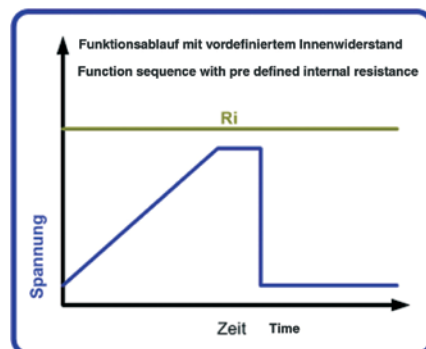 Funktionsablauf mit vordefiniertem Innenwiderstand
Function sequence with pre defined internal resistance
Ri
Spannung
Zeit Time